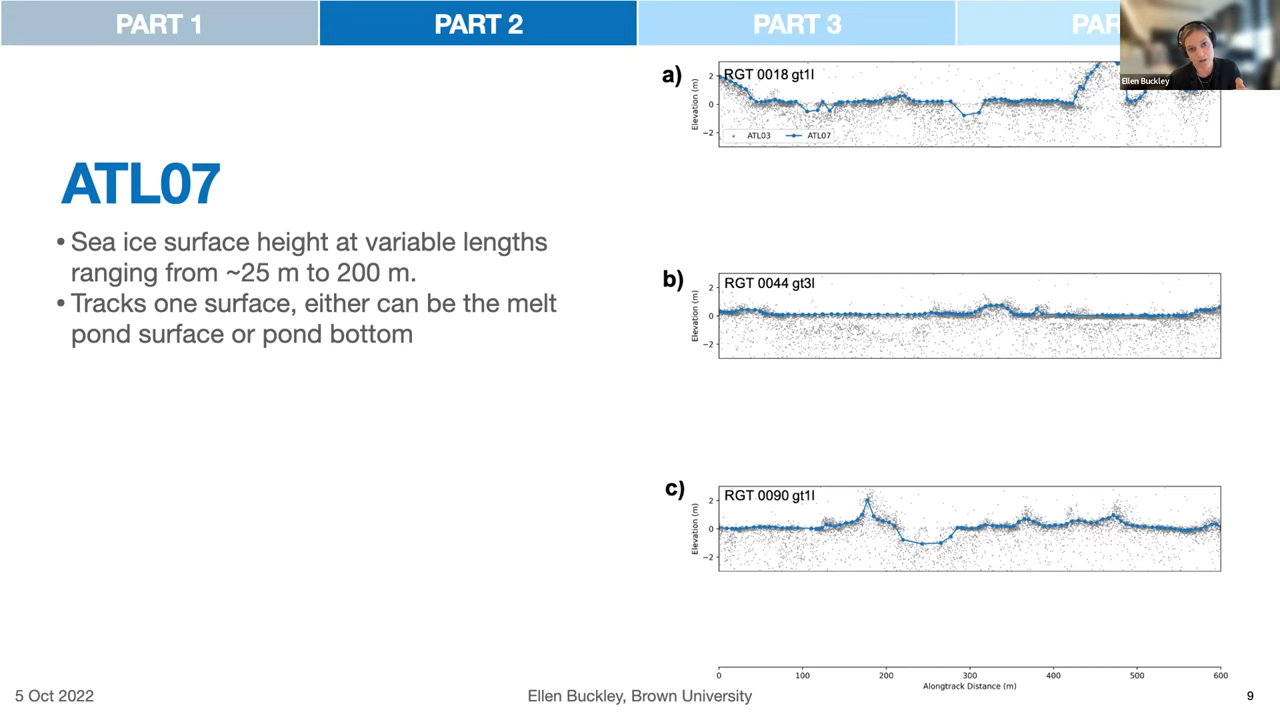 PART 1
PART 2
PART 3
PAR
Ellen Buckley
ATL07
• Sea ice surface height at variable lengths
ranging from ~25 m to 200 m.
• Tracks one surface, either can be the melt
pond surface or pond bottom
a)
RGT 0018 gt1l
Elevation (m)
2
0
−2
ATL03
ATL07
b)
RGT 0044 gt3l
Elevation (m)
2
0
−2
c)
RGT 0090 gt1l
Elevation (m)
2
0
−2
0 100 200 300 400 500 600
Alongtrack Distance (m)
5 Oct 2022
Ellen Buckley, Brown University
9